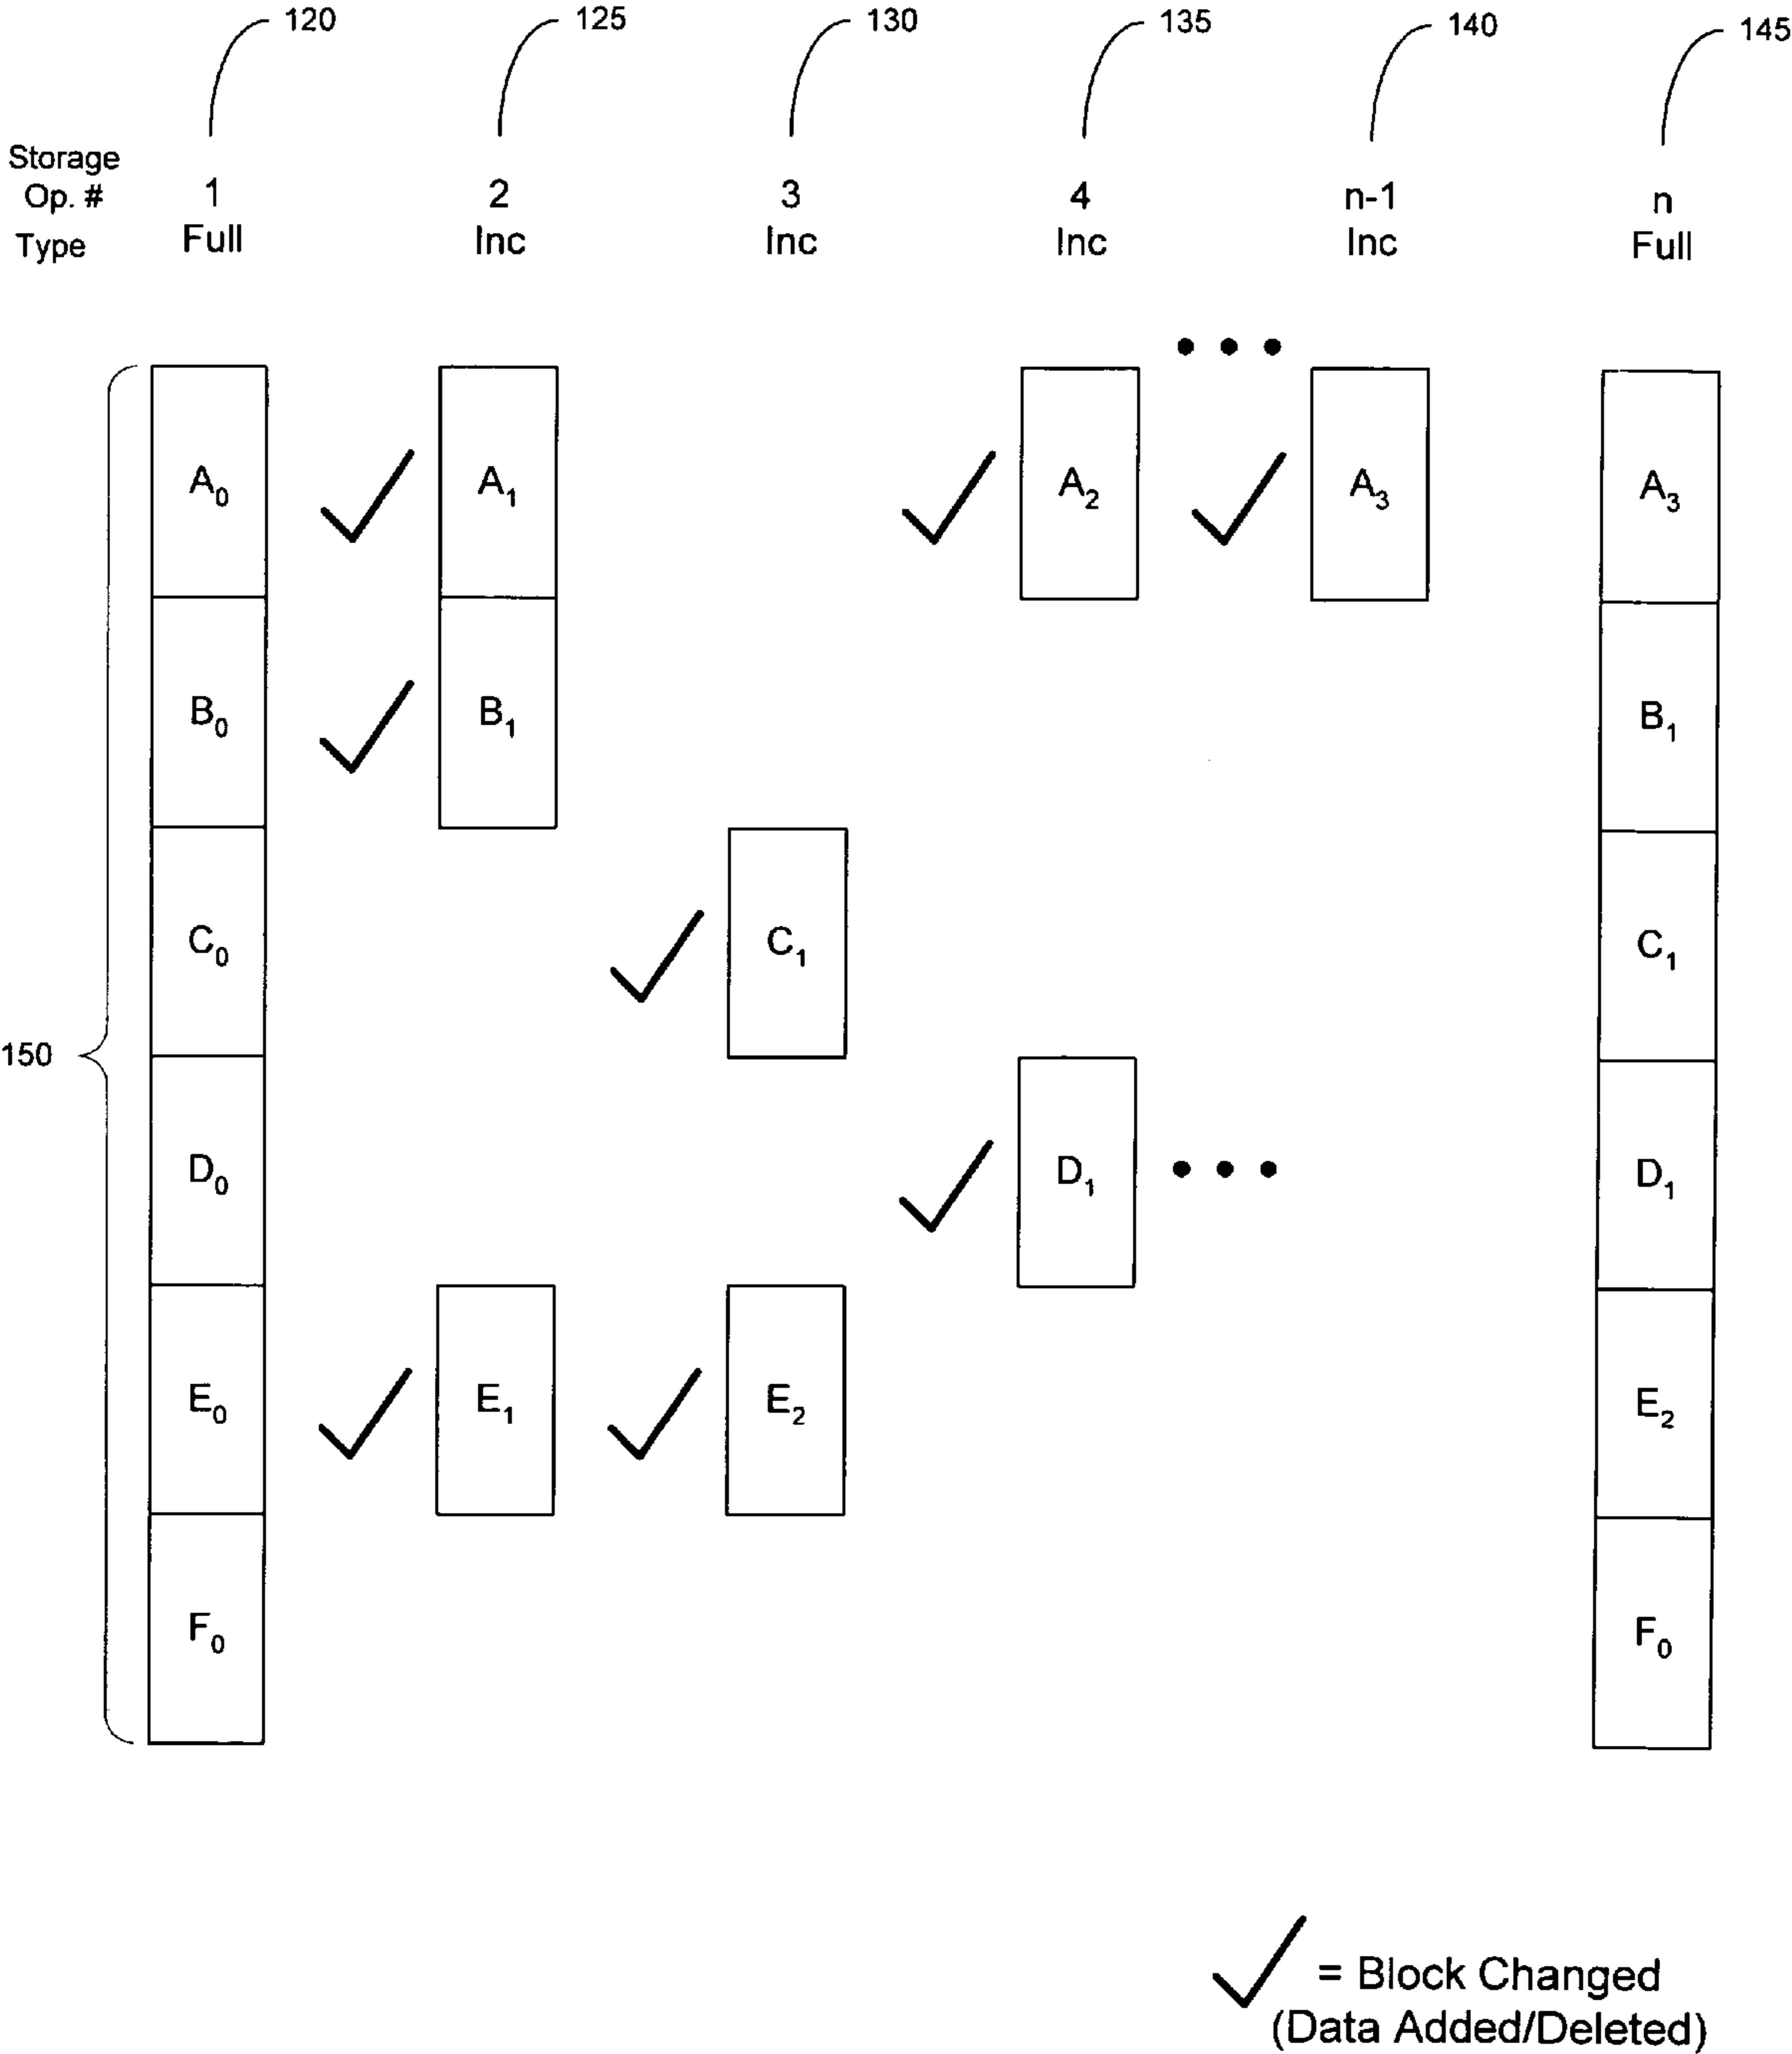 120 125 130 135 140 145
Storage
Op. # 1 2 3 4 n-1 n
Type Full Inc Inc Inc Inc Full
A0 A1 A2 A3 A3
B0 B1 B1
C0 C1 C1
150
D0 D1 D1
E0 E1 E2 E2
F0 F0
= Block Changed
(Data Added/Deleted)